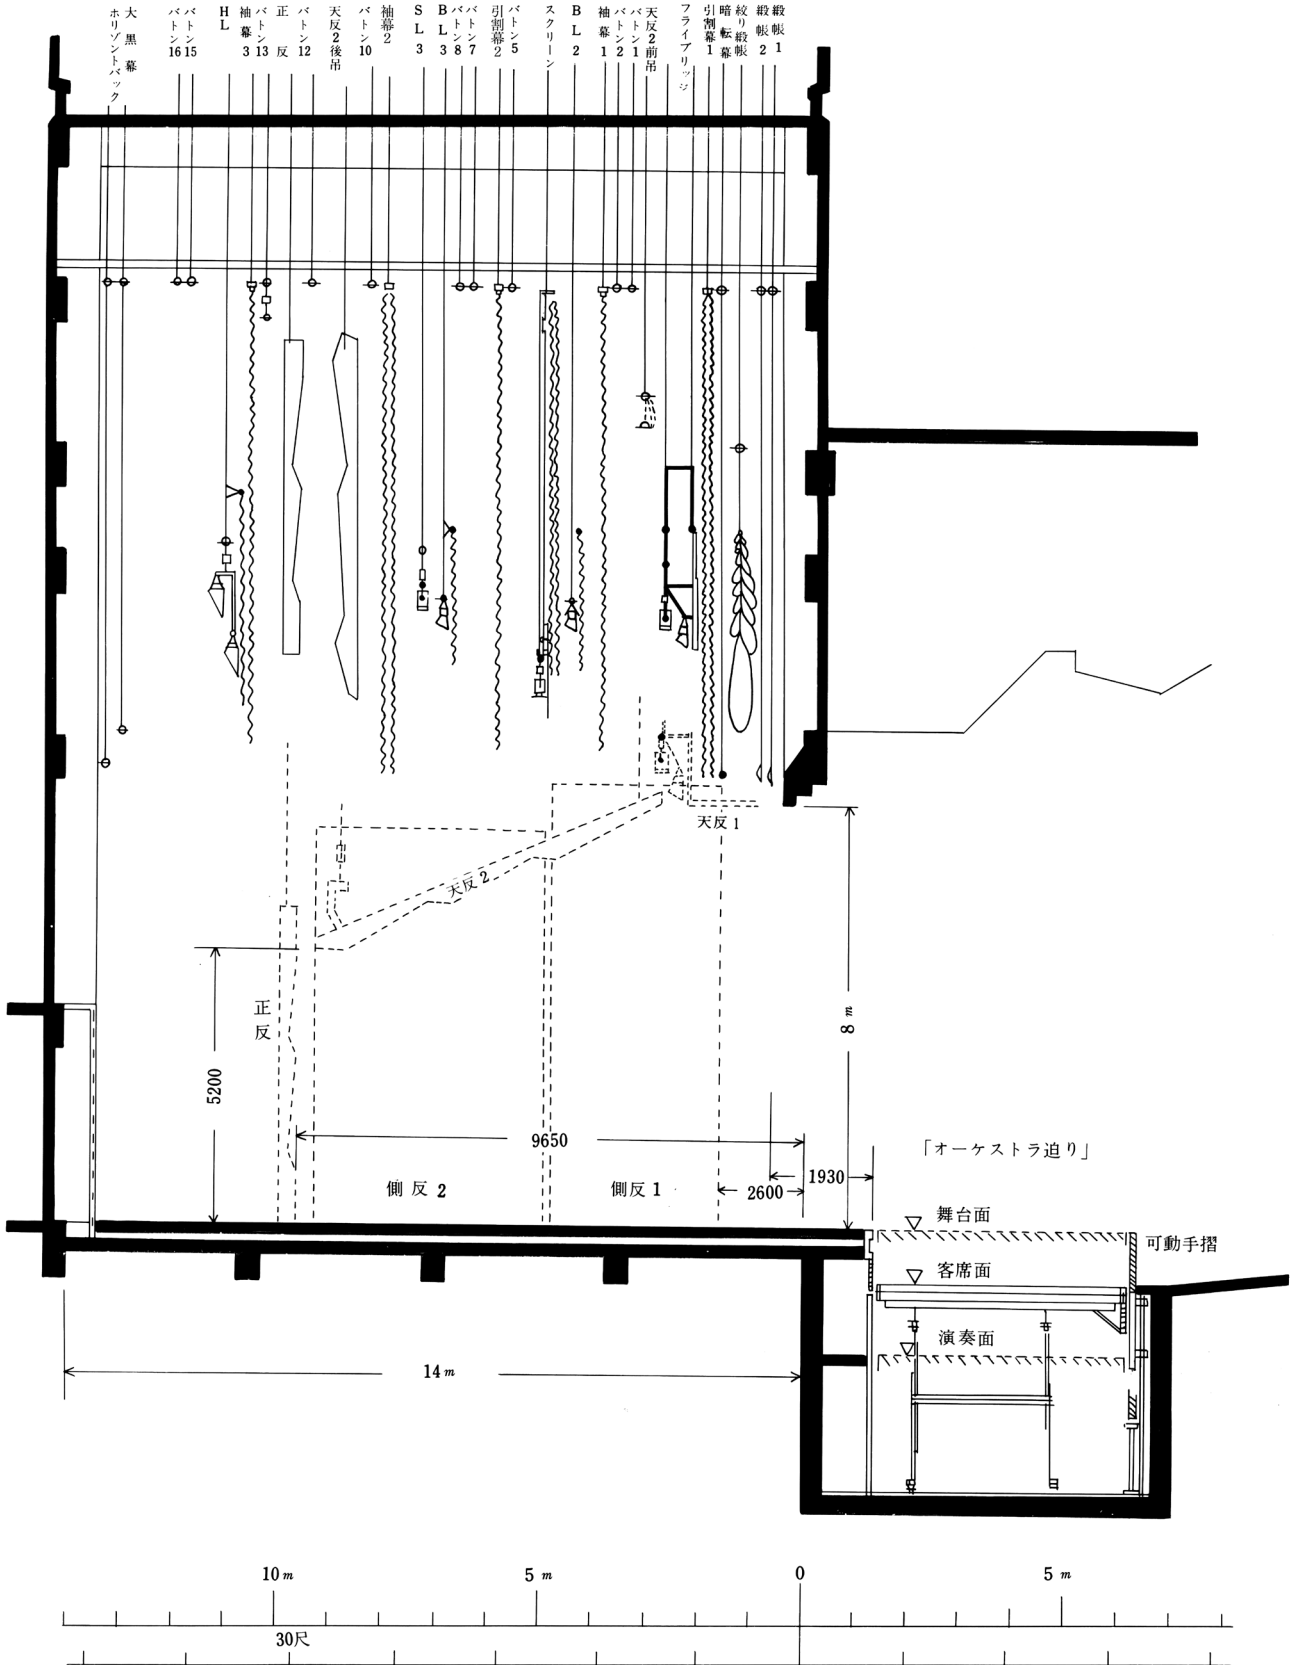 ホリゾントバック
大黒幕
バトン16
バトン15
HL
袖幕3
バトン13
正反
バトン12
天反2後吊
バトン10
袖幕2
SL3
BL3
バトン8
バトン7
引割幕2
バトン5
スクリーン
BL2
袖幕1
バトン2
バトン1
天反2前吊
フライブリッジ
引割幕1
暗転幕
絞り緞帳
緞帳2
緞帳1
天反1
天反2
正反
8m
5200
9650
「オーケストラ迫り」
1930
2600
側反2
側反1
舞台面
可動手摺
客席面
演奏面
14m
10m
5m
0
5m
30尺